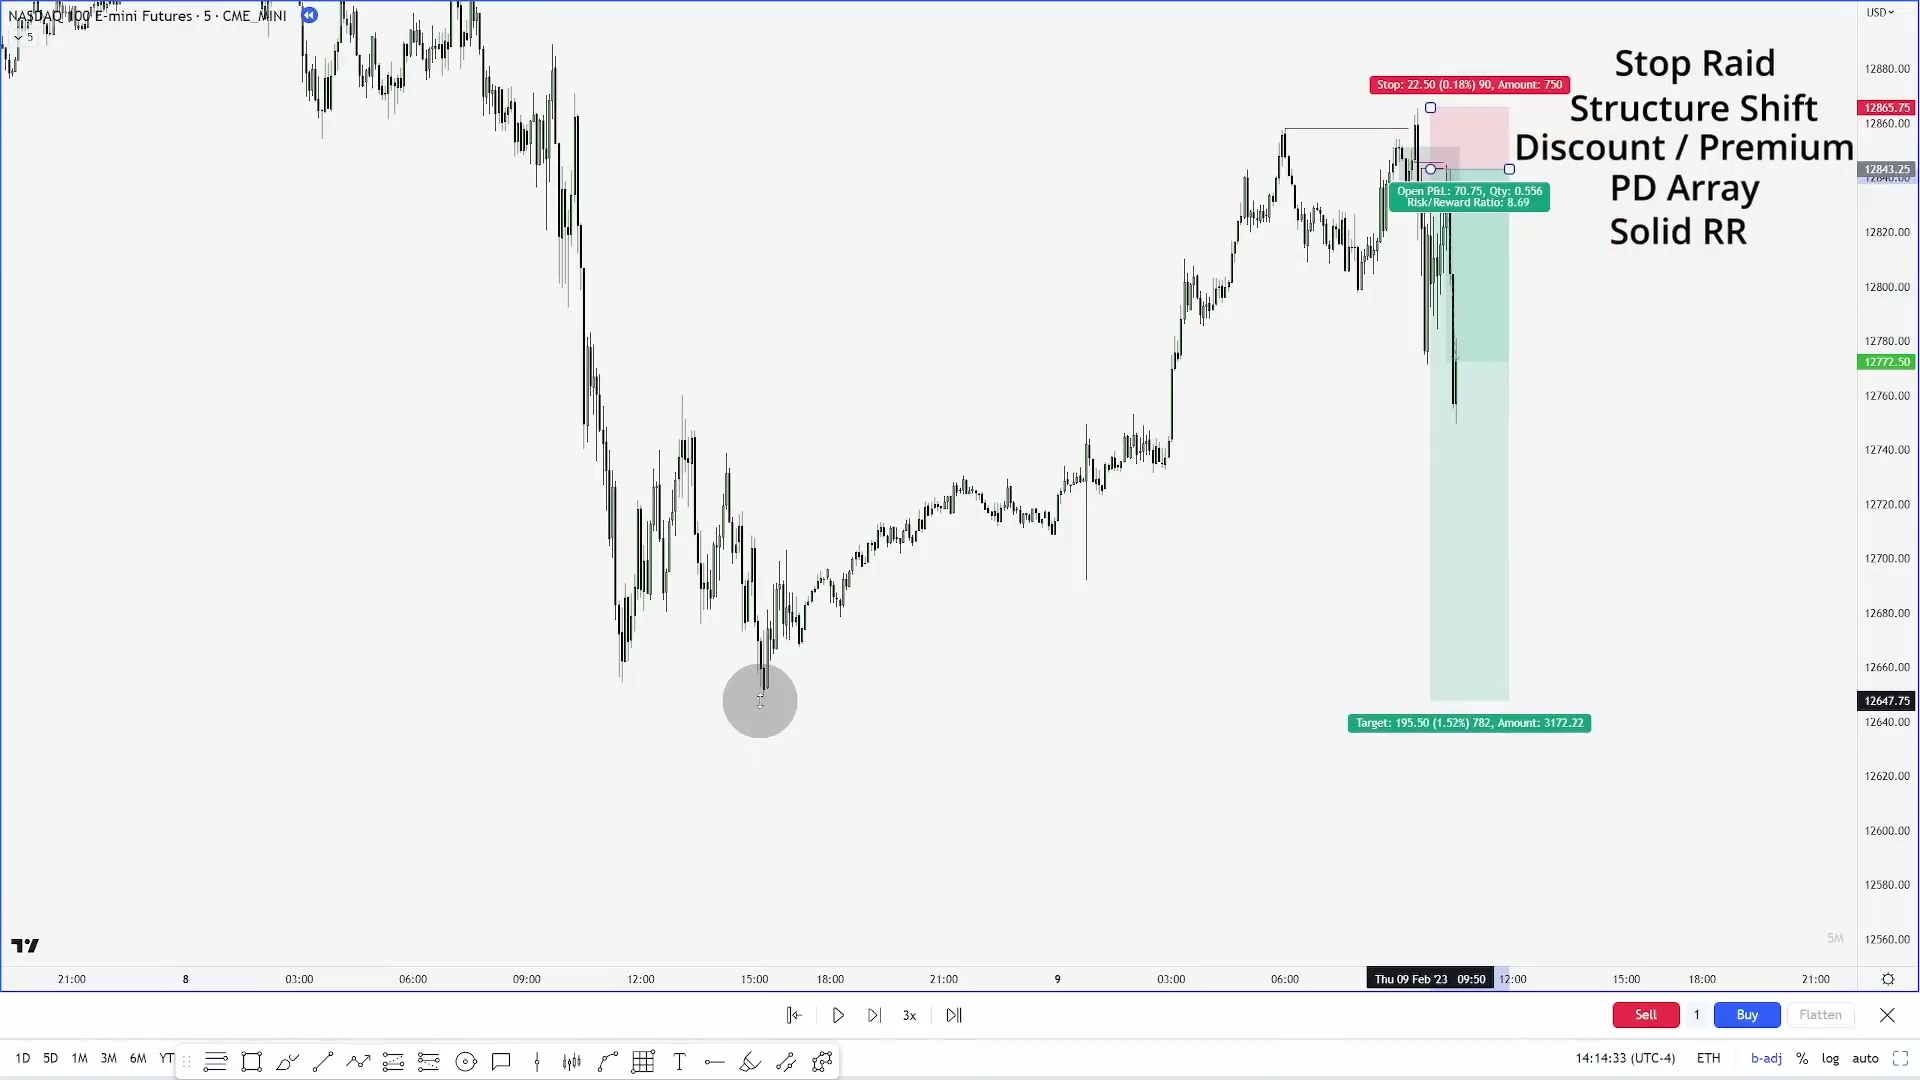 NASDAQ 100 E-mini Futures · 5 · CME_MINI
5
USD
Stop Raid
Structure Shift
Discount / Premium
PD Array
Solid RR
Stop: 22.50 (0.18%) 90, Amount: 750
Open P&L: 70.75, Qty: 0.556
Risk/Reward Ratio: 8.69
Target: 195.50 (1.52%) 782, Amount: 3172.22
12880.00
12865.75
12860.00
12843.25
12840.00
12820.00
12800.00
12780.00
12772.50
12760.00
12740.00
12720.00
12700.00
12680.00
12660.00
12647.75
12640.00
12620.00
12600.00
12580.00
12560.00
5M
21:00 8 03:00 06:00 09:00 12:00 15:00 18:00 21:00 9 03:00 06:00 Thu 09 Feb '23 09:50 12:00 15:00 18:00 21:00
3x
Sell 1 Buy Flatten
1D 5D 1M 3M 6M YT
14:14:33 (UTC-4) ETH b-adj % log auto